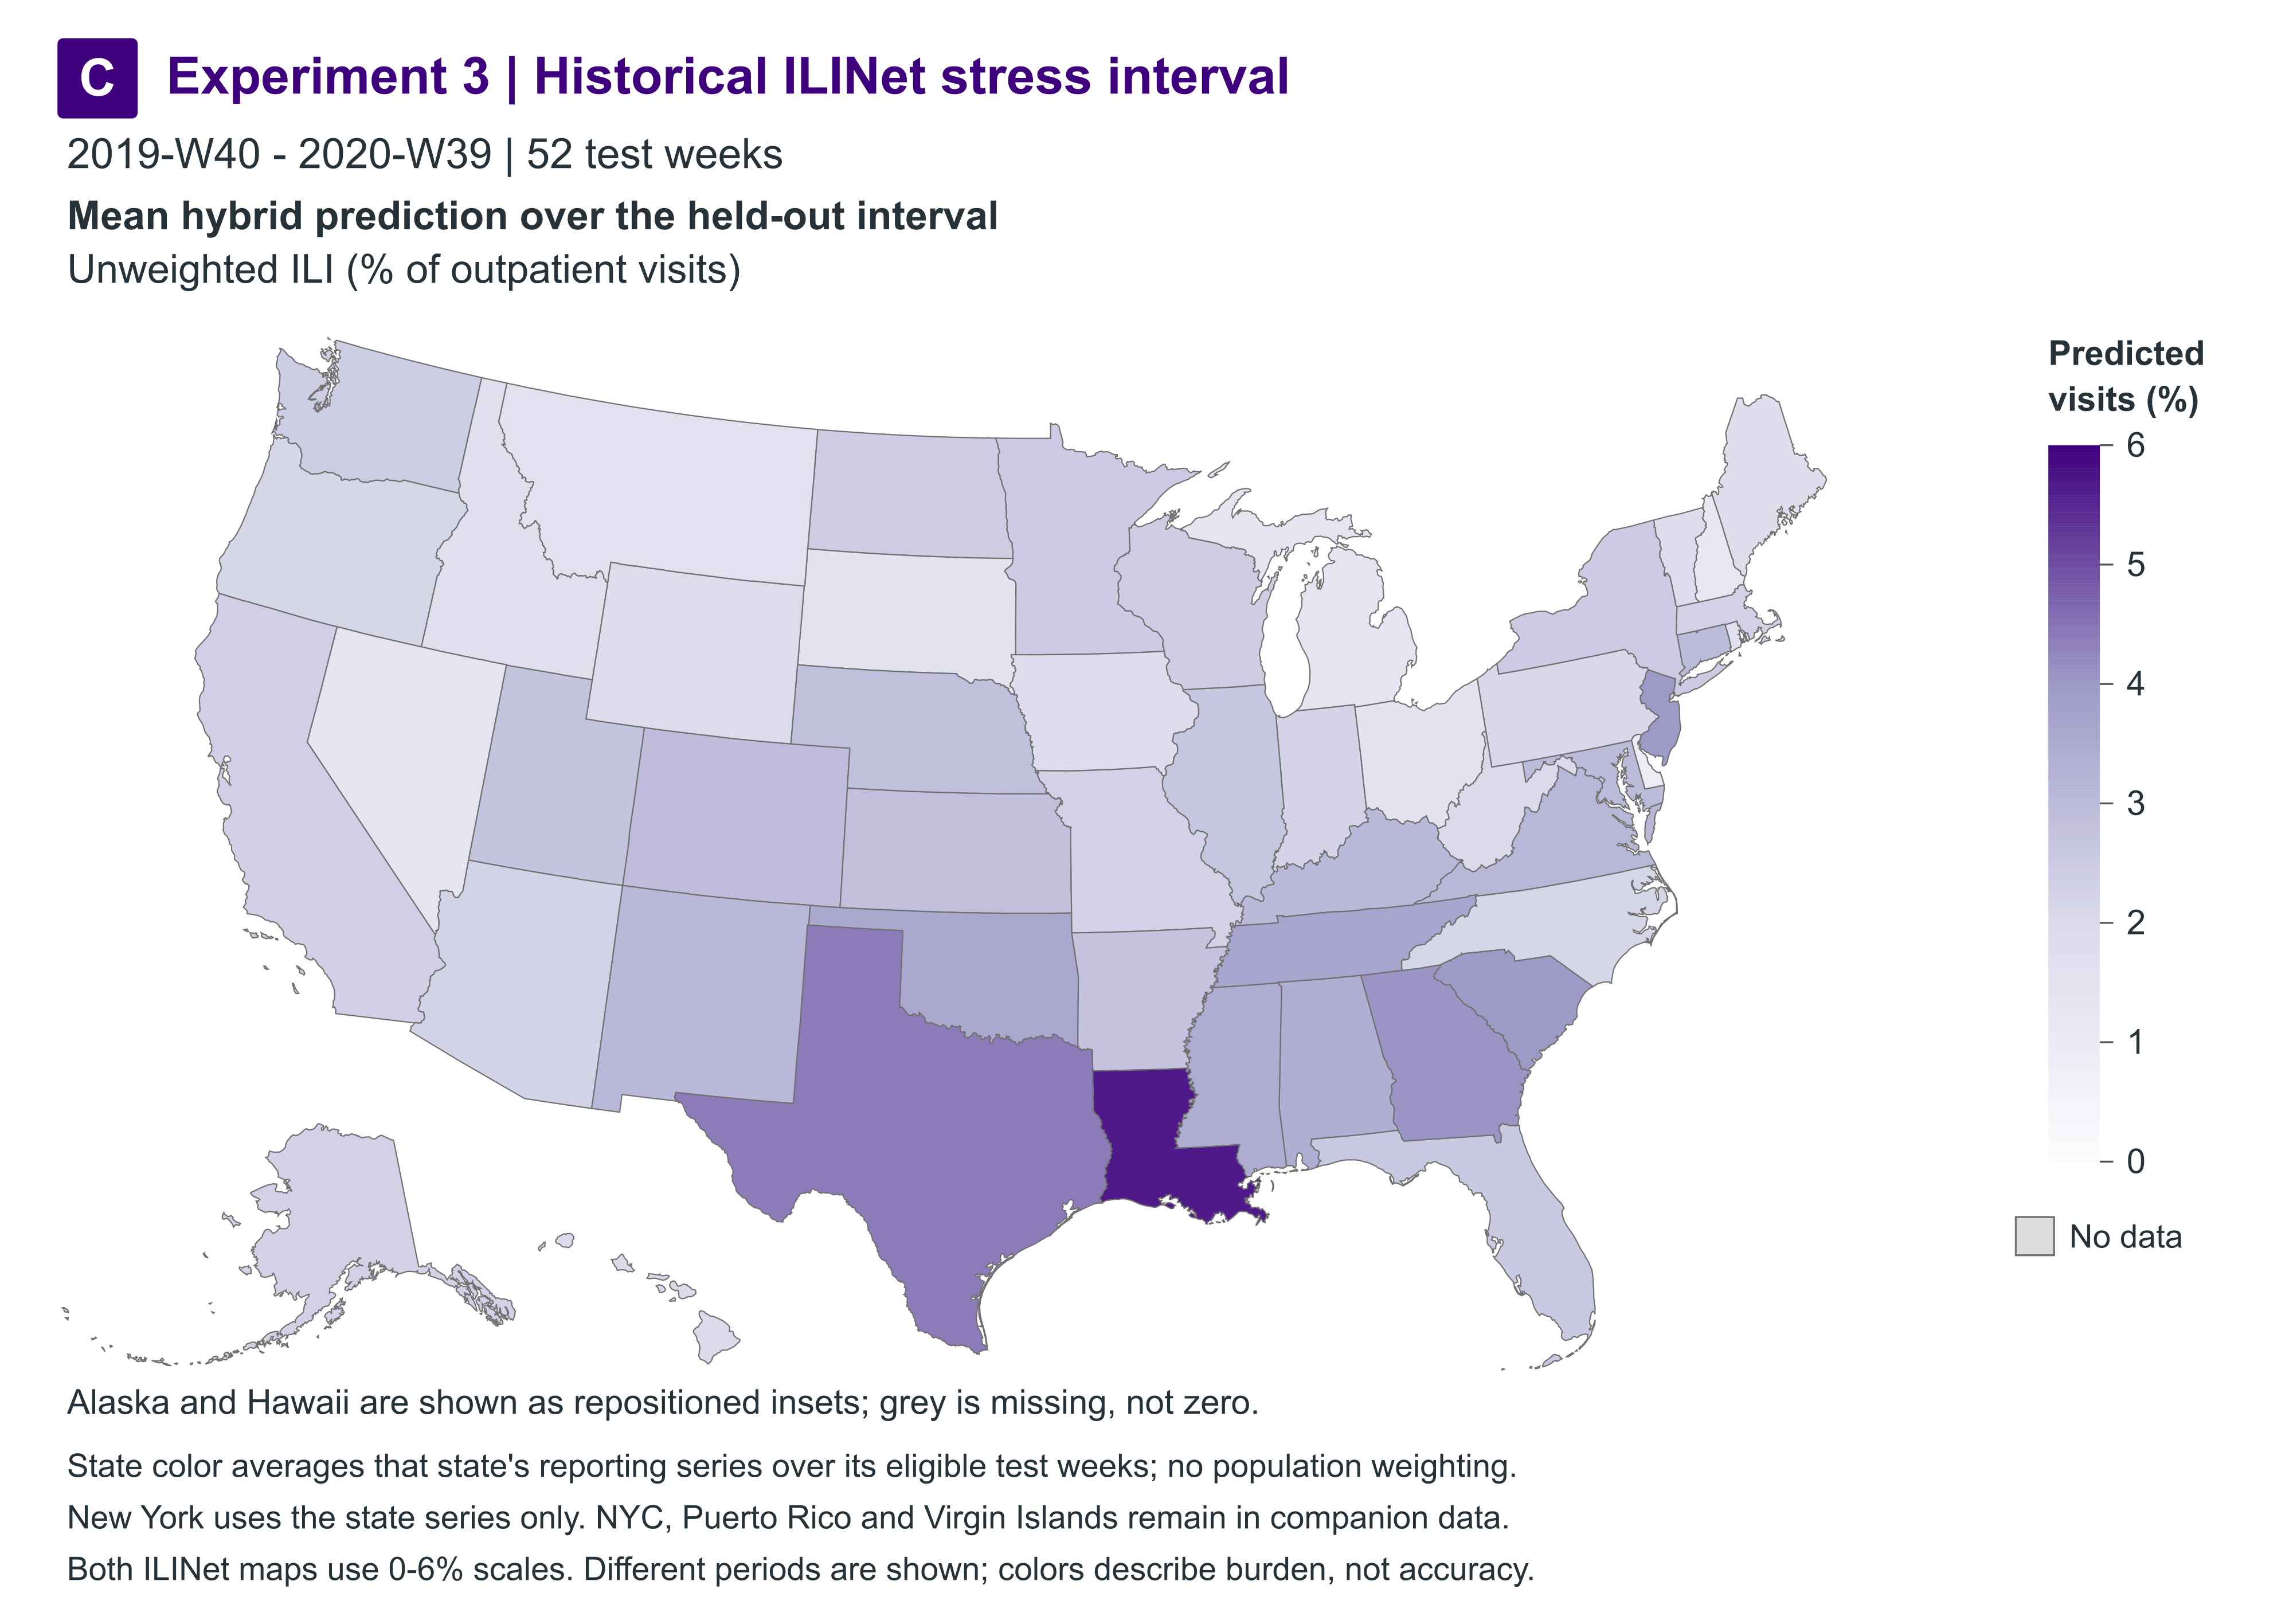 C
Experiment 3 | Historical ILINet stress interval
2019-W40 - 2020-W39 | 52 test weeks
Mean hybrid prediction over the held-out interval
Unweighted ILI (% of outpatient visits)
Predicted
visits (%)
6
5
4
3
2
1
0
No data
Alaska and Hawaii are shown as repositioned insets; grey is missing, not zero.
State color averages that state's reporting series over its eligible test weeks; no population weighting.
New York uses the state series only. NYC, Puerto Rico and Virgin Islands remain in companion data.
Both ILINet maps use 0-6% scales. Different periods are shown; colors describe burden, not accuracy.